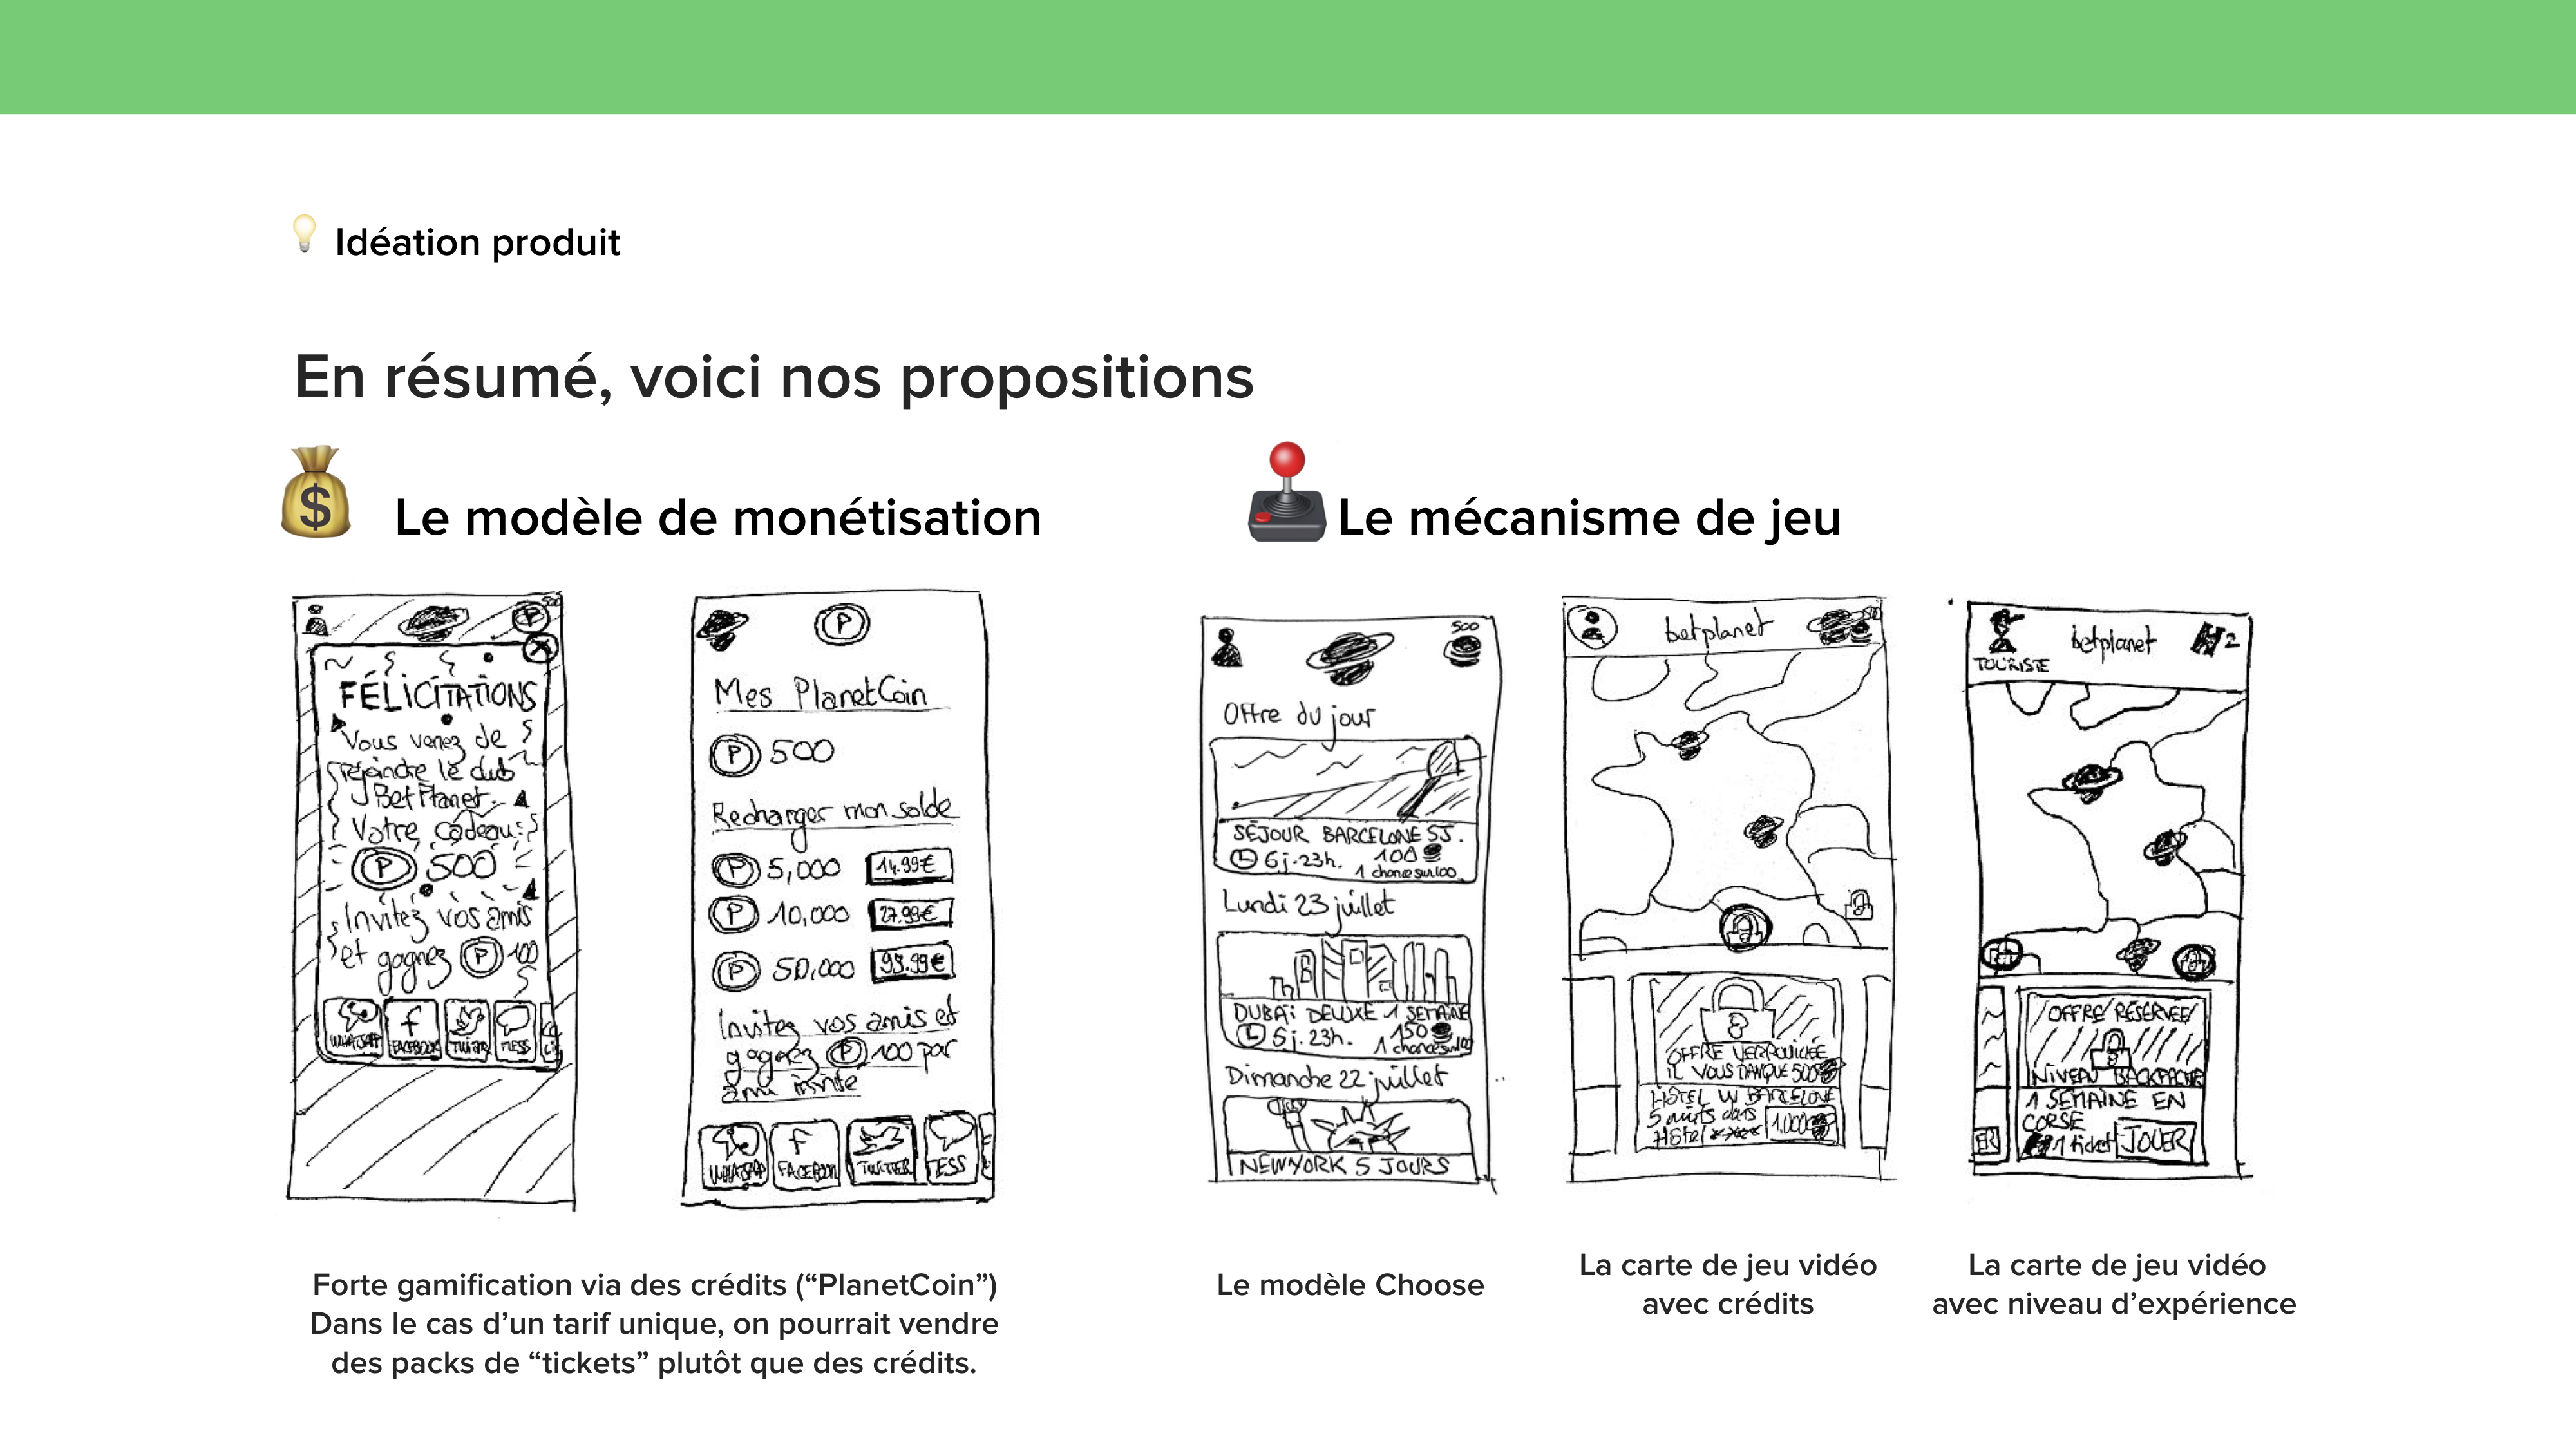 Idéation produit
En résumé, voici nos propositions
$
Le modèle de monétisation
P
FÉLICITATIONS
Vous venez de
rejoindre le club
BetPlanet.
Votre cadeau:
P 500
Invitez vos amis
et gagnez P 100
WHATSAPP FACEBOOK TWITTER MESS
P
Mes PlanetCoin
P 500
Recharger mon solde
P 5,000 14.99€
P 10,000 27.99€
P 50,000 99.99€
Invitez vos amis et
gagnez P 100 par
ami invité
WHATSAPP FACEBOOK TWITTER MESS
Forte gamification via des crédits (“PlanetCoin”)
Dans le cas d’un tarif unique, on pourrait vendre
des packs de “tickets” plutôt que des crédits.
Le mécanisme de jeu
500
Offre du jour
SÉJOUR BARCELONE 5J.
6j.23h. 100
1 chance sur 100
Lundi 23 juillet
DUBAÏ DELUXE 1 SEMAINE
5j.23h. 150
1 chance sur 100
Dimanche 22 juillet
NEW YORK 5 JOURS
Le modèle Choose
betplanet
OFFRE VERROUILLÉE
IL VOUS MANQUE 500
HÔTEL W BARCELONE
5 nuits dans
Hôtel 1,000
La carte de jeu vidéo
avec crédits
TOURISTE
betplanet
2
OFFRE RÉSERVÉE
NIVEAU BACKPACKER
1 SEMAINE EN
CORSE
1 ticket JOUER
ER
La carte de jeu vidéo
avec niveau d’expérience